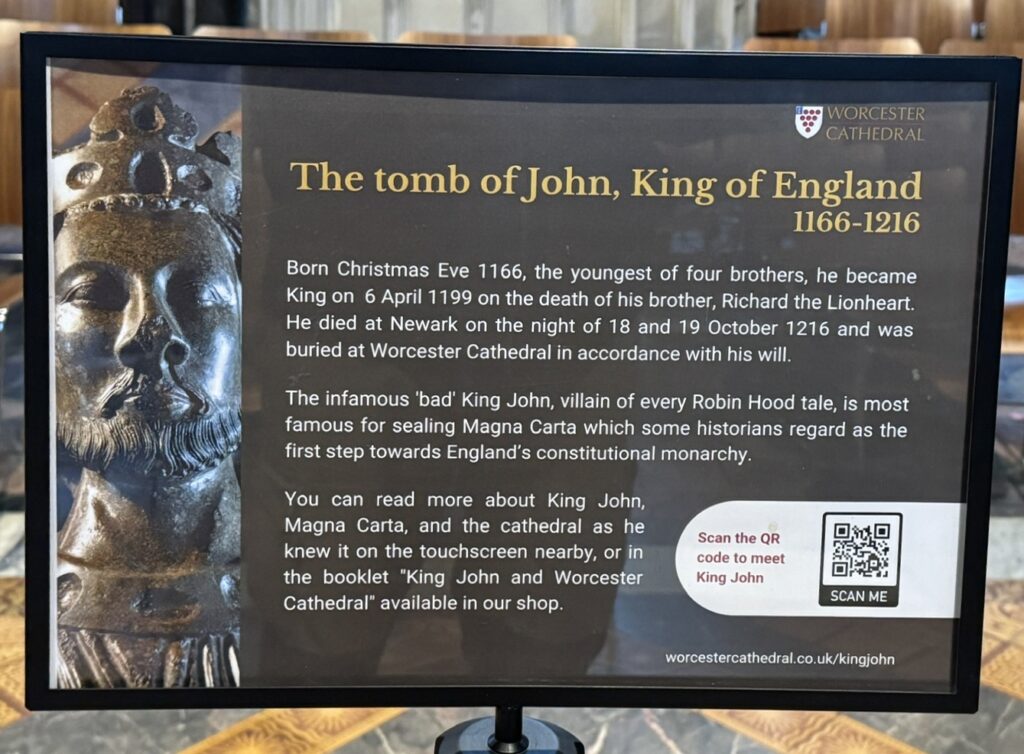 WORCESTER
CATHEDRAL
The tomb of John, King of England
1166-1216
Born Christmas Eve 1166, the youngest of four brothers, he became
King on 6 April 1199 on the death of his brother, Richard the Lionheart.
He died at Newark on the night of 18 and 19 October 1216 and was
buried at Worcester Cathedral in accordance with his will.
The infamous 'bad' King John, villain of every Robin Hood tale, is most
famous for sealing Magna Carta which some historians regard as the
first step towards England’s constitutional monarchy.
You can read more about King John,
Magna Carta, and the cathedral as he
knew it on the touchscreen nearby, or in
the booklet "King John and Worcester
Cathedral" available in our shop.
Scan the QR
code to meet
King John
SCAN ME
worcestercathedral.co.uk/kingjohn